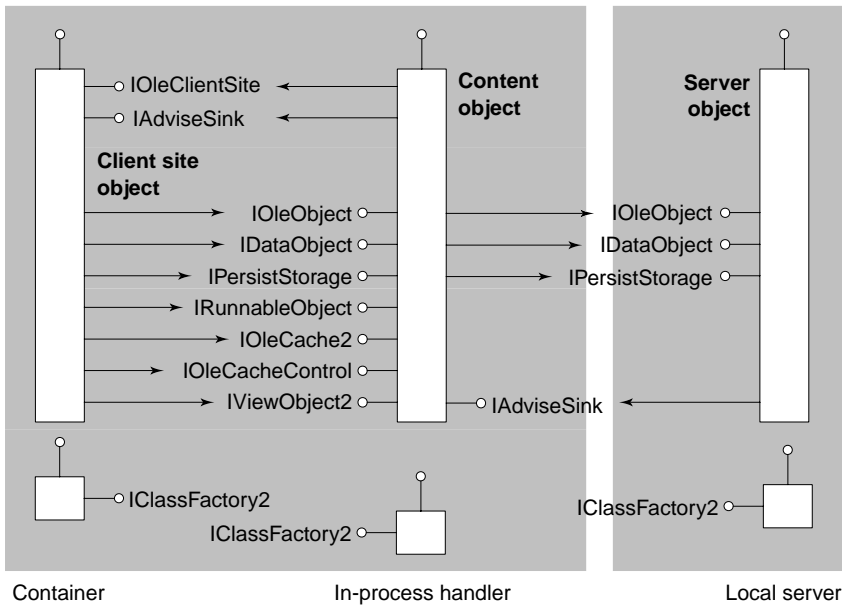 IOleClientSite
IAdviseSink
Content
object
Server
object
Client site
object
IOleObject
IOleObject
IDataObject
IDataObject
IPersistStorage
IPersistStorage
IRunnableObject
IOleCache2
IOleCacheControl
IViewObject2
IAdviseSink
IClassFactory2
IClassFactory2
IClassFactory2
Container
In-process handler
Local server